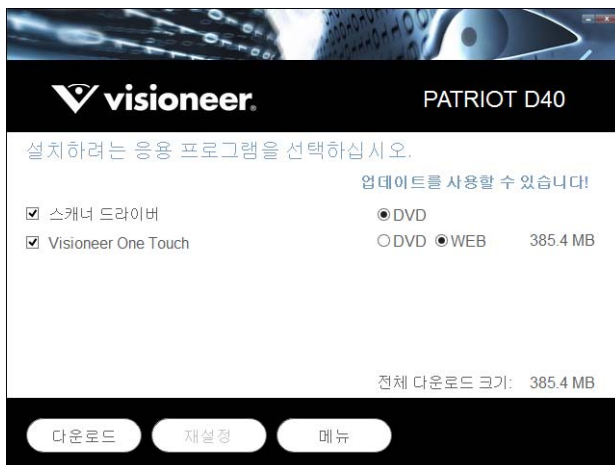 visioneer.
PATRIOT D40
설치하려는 응용 프로그램을 선택하십시오.
업데이트를 사용할 수 있습니다!
스캐너 드라이버 DVD
Visioneer One Touch DVD WEB 385.4 MB
전체 다운로드 크기: 385.4 MB
다운로드 재설정 메뉴